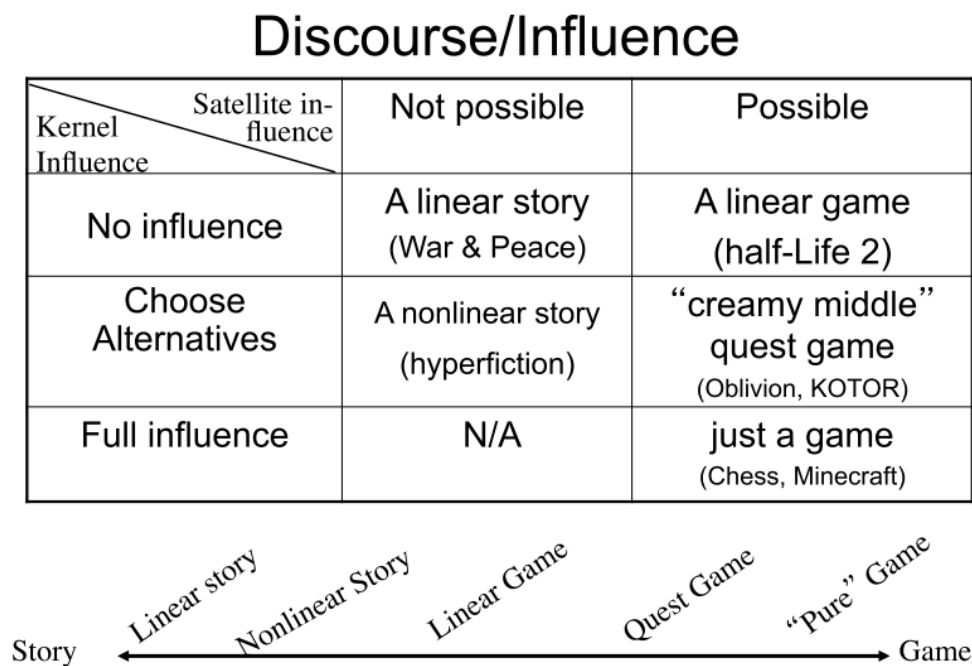 Discourse/Influence
Satellite in-
fluence
Kernel
Influence
Not possible
Possible
No influence
A linear story
(War & Peace)
A linear game
(half-Life 2)
Choose
Alternatives
A nonlinear story
(hyperfiction)
“creamy middle”
quest game
(Oblivion, KOTOR)
Full influence
N/A
just a game
(Chess, Minecraft)
Linear story
Nonlinear Story
Linear Game
Quest Game
“Pure” Game
Story
Game